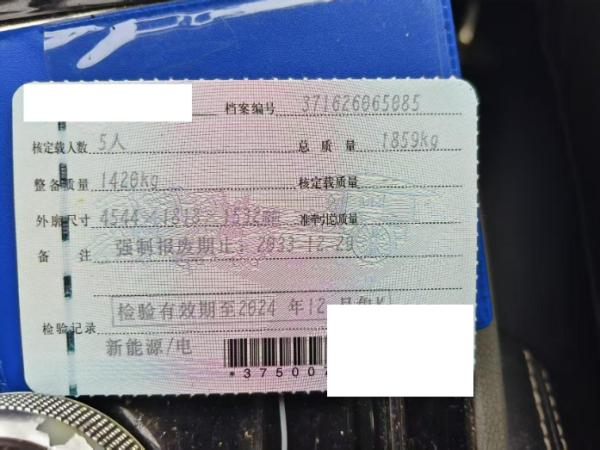 档案编号 371626065085
核定载人数 5人 总质量 1859kg
整备质量 1420kg 核定载质量
外廓尺寸 4544×1818×1532mm 准牵引总质量
备注 强制报废期止：2033-12-20
检验记录 检验有效期至2024年12月
新能源/电
*37500